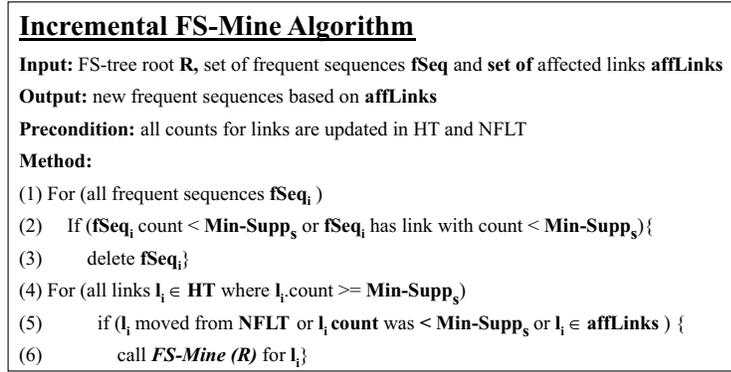 Incremental FS-Mine Algorithm
Input: FS-tree root R, set of frequent sequences fSeq and set of affected links affLinks
Output: new frequent sequences based on affLinks
Precondition: all counts for links are updated in HT and NFLT
Method:
(1) For (all frequent sequences fSeqi )
(2) If (fSeqi count < Min-Supps or fSeqi has link with count < Min-Supps){
(3) delete fSeqi}
(4) For (all links li ∈ HT where li.count >= Min-Supps)
(5) if (li moved from NFLT or li count was < Min-Supps or li ∈ affLinks ) {
(6) call FS-Mine (R) for li}